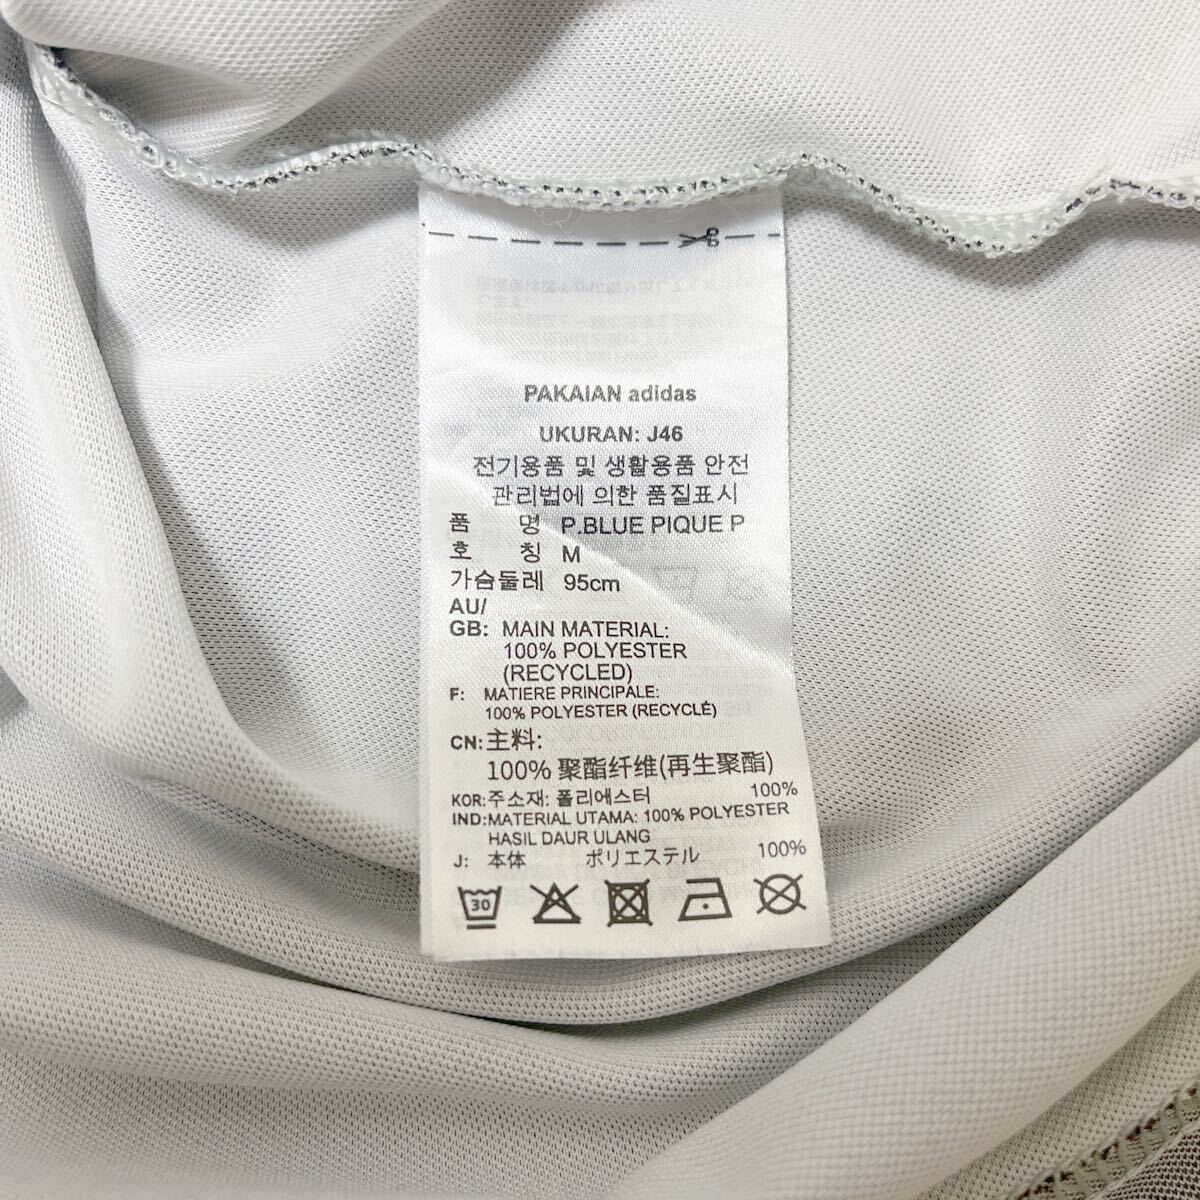 PAKAIAN adidas
UKURAN: J46
전기용품 및 생활용품 안전
관리법에 의한 품질표시
품 명 P.BLUE PIQUE P
호 칭 M
가슴둘레 95cm
AU/
GB: MAIN MATERIAL:
100% POLYESTER
(RECYCLED)
F: MATIERE PRINCIPALE:
100% POLYESTER (RECYCLÉ)
CN: 主料:
100% 聚酯纤维(再生聚酯)
KOR: 주소재: 폴리에스터 100%
IND: MATERIAL UTAMA: 100% POLYESTER
HASIL DAUR ULANG
J: 本体 ポリエステル 100%
30